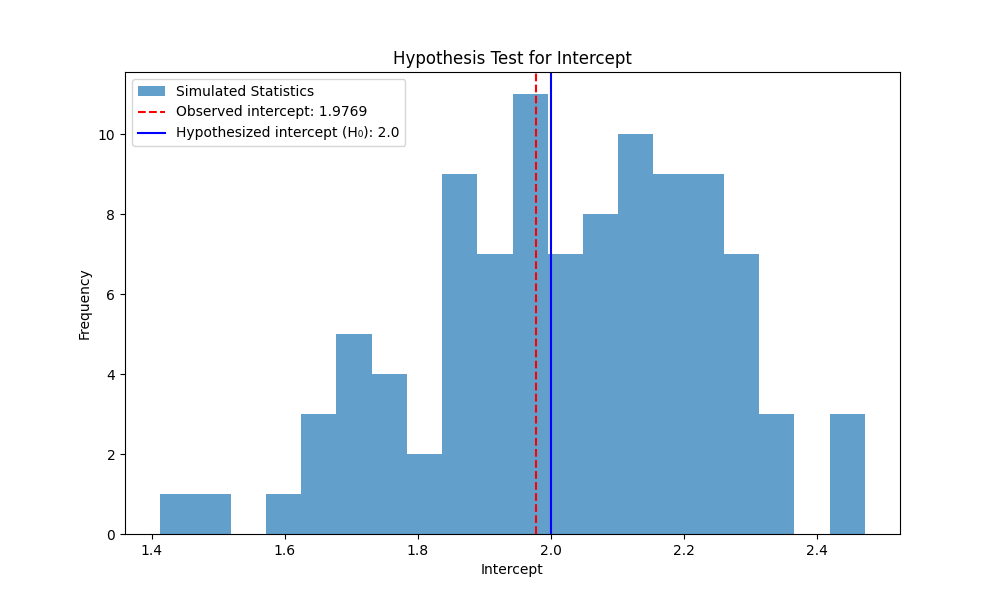 Hypothesis Test for Intercept
Simulated Statistics
Observed intercept: 1.9769
Hypothesized intercept (H₀): 2.0
10
8
6
4
2
0
Frequency
1.4 1.6 1.8 2.0 2.2 2.4
Intercept